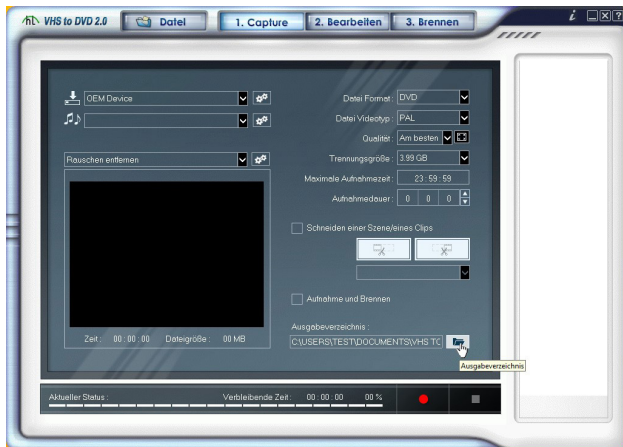 VHS to DVD 2.0
Datei
1. Capture
2. Bearbeiten
3. Brennen
i
?
OEM Device
Rauschen entfernen
Zeit : 00 : 00 : 00 Dateigröße : 00 MB
Datei Format : DVD
Datei Videotyp : PAL
Qualität : Am besten
Trennungsgröße : 3.99 GB
Maximale Aufnahmezeit : 23 : 59 : 59
Aufnahmedauer : 0 0 0
Schneiden einer Szene/eines Clips
Aufnahme und Brennen
Ausgabeverzeichnis :
C:\USERS\TEST\DOCUMENTS\VHS TO
Ausgabeverzeichnis
Aktueller Status : Verbleibende Zeit : 00 : 00 : 00 00 %